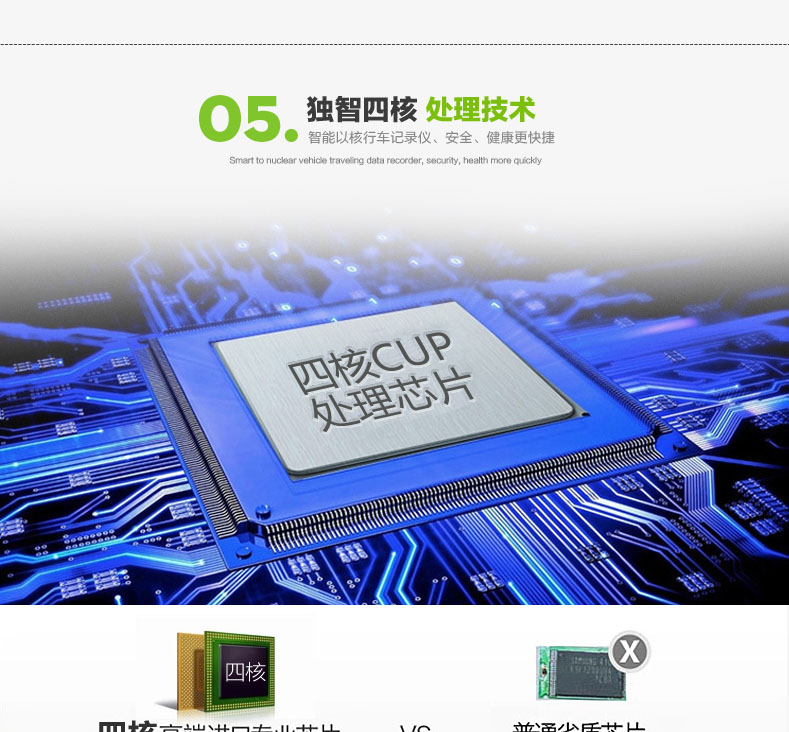 05. 独智四核 处理技术
智能以核行车记录仪、安全、健康更快捷
Smart to nuclear vehicle traveling data recorder, security, health more quickly
四核CUP
处理芯片
四核
X
四核高端进口专业芯片 VS 普通劣质芯片